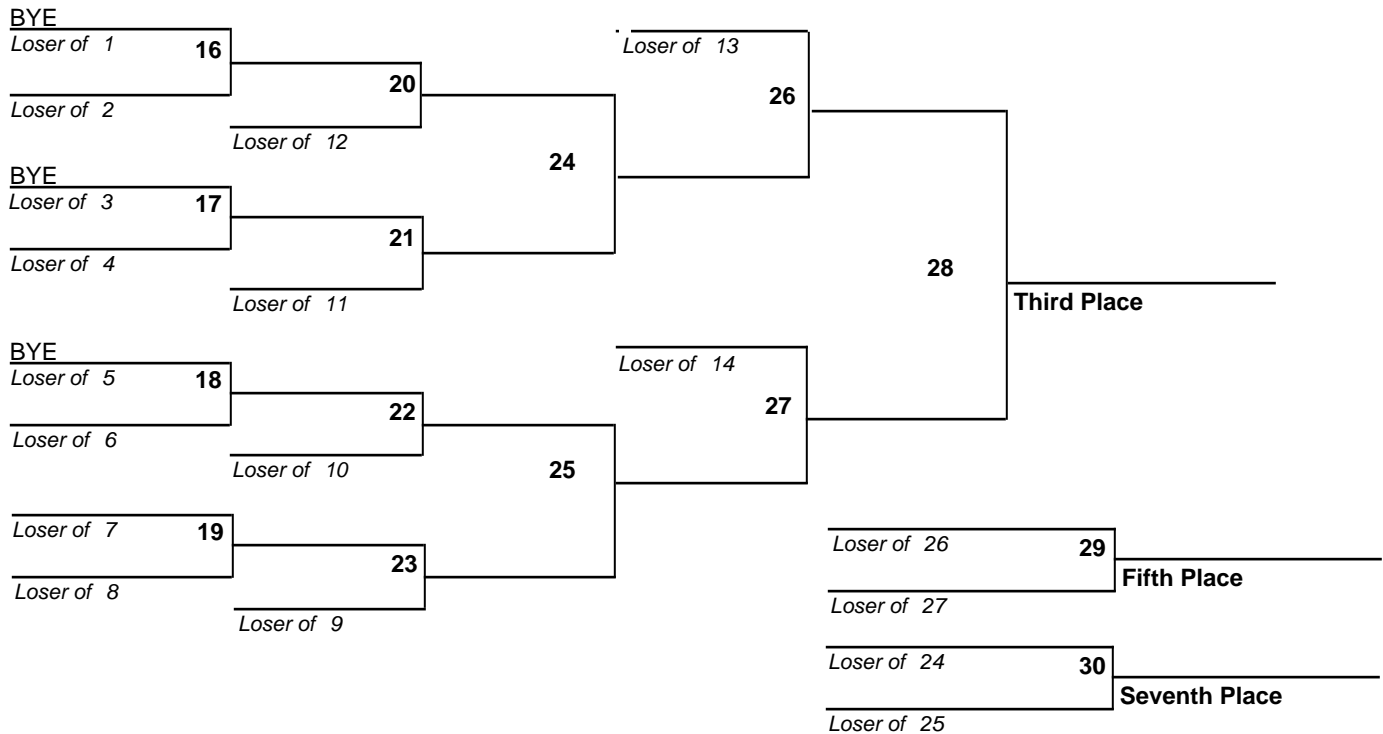 BYE
Loser of 1
16
Loser of 2
20
Loser of 12
BYE
Loser of 3
17
Loser of 4
21
Loser of 11
24
Loser of 13
26
28
Third Place
BYE
Loser of 5
18
Loser of 6
22
Loser of 10
25
Loser of 14
27
Loser of 7
19
Loser of 8
23
Loser of 9
Loser of 26
29
Fifth Place
Loser of 27
Loser of 24
30
Seventh Place
Loser of 25